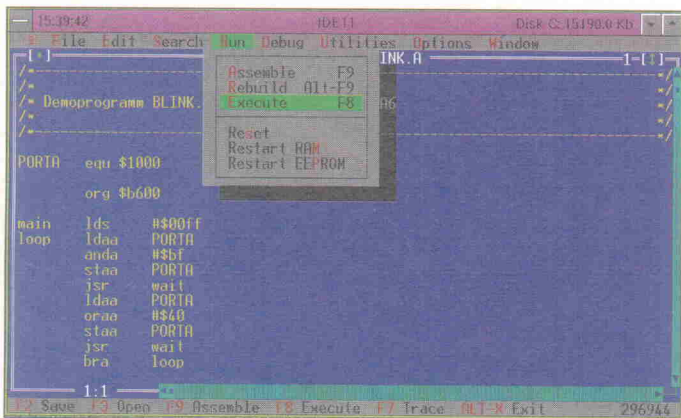 15:39:42 IDE11 Disk C:15190.0 Kb
File Edit Search Run Debug Utilities Options Window
INK.A 1
/* */
/* Demoprogramm BLINK. A6 */
/* */
Assemble F9
Rebuild Alt-F9
Execute F8
Reset
Restart RAM
Restart EEPROM
PORTA equ $1000
org $b600
main lds #$00ff
loop ldaa PORTA
anda #$bf
staa PORTA
jsr wait
ldaa PORTA
oraa #$40
staa PORTA
jsr wait
bra loop
1:1
F2 Save F3 Open F9 Assemble F8 Execute F7 Trace ALT-X Exit 296944